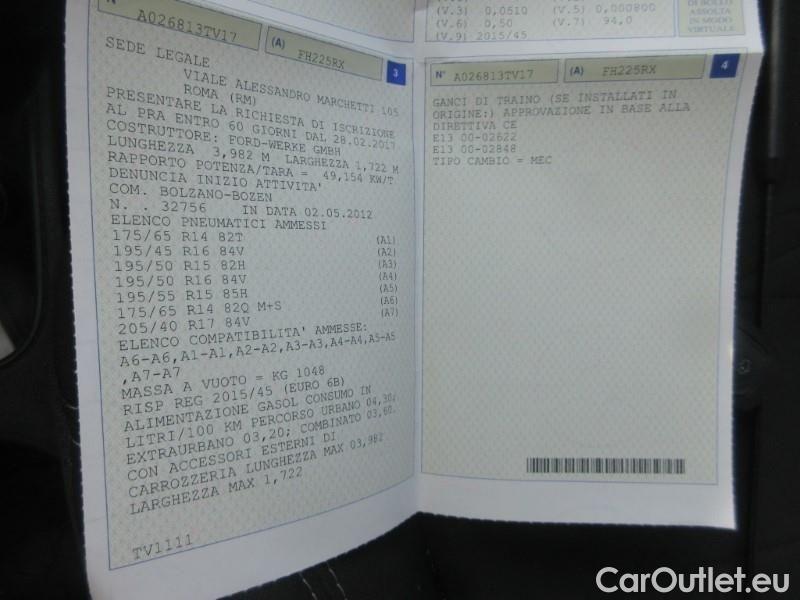 N° A026813TV17 (A) FH225RX 3
SEDE LEGALE
VIALE ALESSANDRO MARCHETTI 105
ROMA (RM)
PRESENTARE LA RICHIESTA DI ISCRIZIONE
AL PRA ENTRO 60 GIORNI DAL 28.02.2017
COSTRUTTORE: FORD-WERKE GMBH
LUNGHEZZA 3,982 M LARGHEZZA 1,722 M
RAPPORTO POTENZA/TARA = 49,154 KW/T
DENUNCIA INIZIO ATTIVITA'
COM. BOLZANO-BOZEN
N. . 32756 IN DATA 02.05.2012
ELENCO PNEUMATICI AMMESSI
175/65 R14 82T (A1)
195/45 R16 84V (A2)
195/50 R15 82H (A3)
195/50 R16 84V (A4)
195/55 R15 85H (A5)
175/65 R14 82Q M+S (A6)
205/40 R17 84V (A7)
ELENCO COMPATIBILITA' AMMESSE:
A6-A6,A1-A1,A2-A2,A3-A3,A4-A4,A5-A5
,A7-A7
MASSA A VUOTO = KG 1048
RISP REG 2015/45 (EURO 6B)
ALIMENTAZIONE GASOL CONSUMO IN
LITRI/100 KM PERCORSO URBANO 04,30;
EXTRAURBANO 03,20; COMBINATO 03,60.
CON ACCESSORI ESTERNI DI
CARROZZERIA LUNGHEZZA MAX 03,982
LARGHEZZA MAX 1,722
TV1111
(V.3) 0,0510 (V.5) 0,000800
(V.6) 0,50 (V.7) 94,0
(V.9) 2015/45
DI BOLLO
ASSOLTA
IN MODO
VIRTUALE
N° A026813TV17 (A) FH225RX 4
GANCI DI TRAINO (SE INSTALLATI IN
ORIGINE:) APPROVAZIONE IN BASE ALLA
DIRETTIVA CE
E13 00-02622
E13 00-02848
TIPO CAMBIO = MEC
CarOutlet.eu